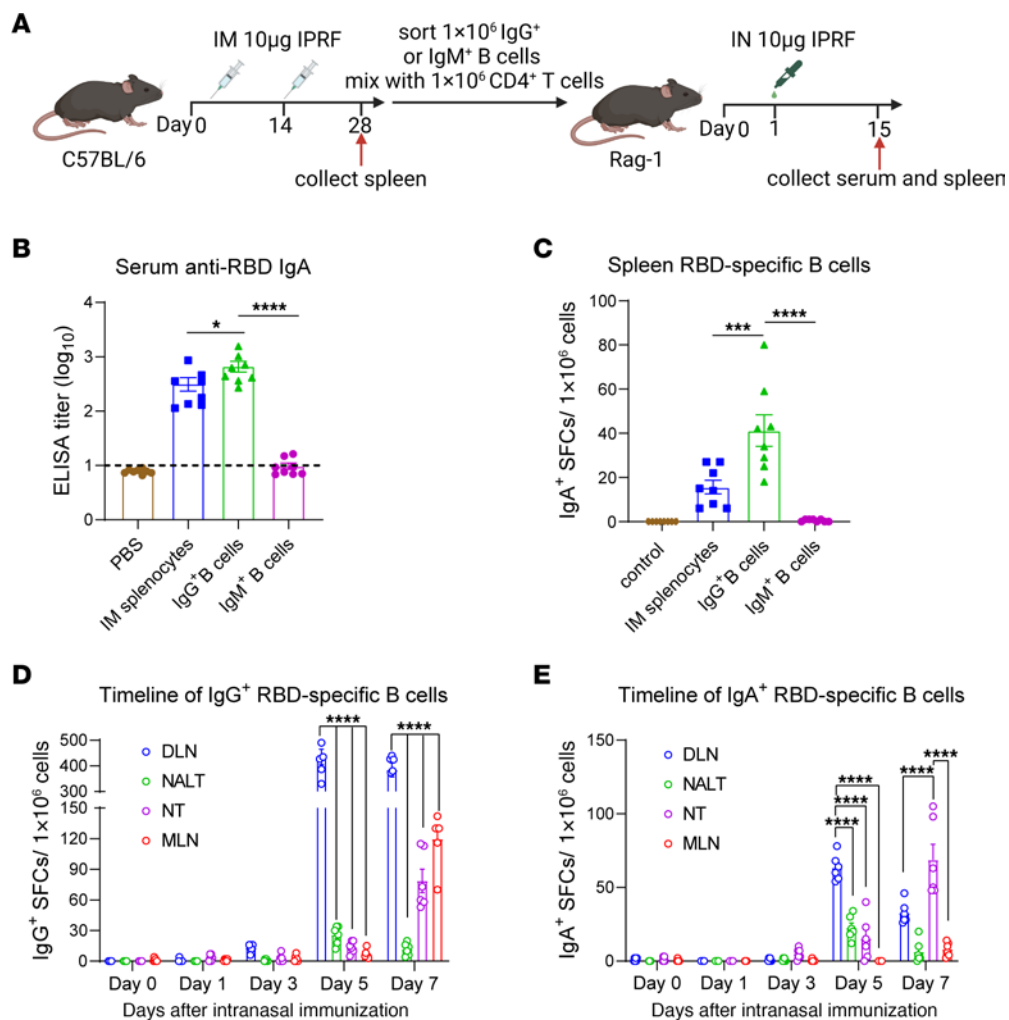 A
IM 10μg IPRF
sort 1×10⁶ IgG⁺
or IgM⁺ B cells
mix with 1×10⁶ CD4⁺ T cells
IN 10μg IPRF
Day 0 14 28
C57BL/6
collect spleen
Rag-1
Day 0 1 15
collect serum and spleen
B
Serum anti-RBD IgA
ELISA titer (log₁₀)
4
3
2
1
0
*
****
PBS
IM splenocytes
IgG⁺B cells
IgM⁺ B cells
C
Spleen RBD-specific B cells
IgA⁺ SFCs/ 1×10⁶ cells
100
80
60
40
20
0
***
****
control
IM splenocytes
IgG⁺ B cells
IgM⁺ B cells
D
Timeline of IgG⁺ RBD-specific B cells
IgG⁺ SFCs/ 1×10⁶ cells
500
400
300
120
90
60
30
0
DLN
NALT
NT
MLN
****
****
Day 0 Day 1 Day 3 Day 5 Day 7
Days after intranasal immunization
E
Timeline of IgA⁺ RBD-specific B cells
IgA⁺ SFCs/ 1×10⁶ cells
150
100
50
0
DLN
NALT
NT
MLN
****
****
****
****
****
Day 0 Day 1 Day 3 Day 5 Day 7
Days after intranasal immunization